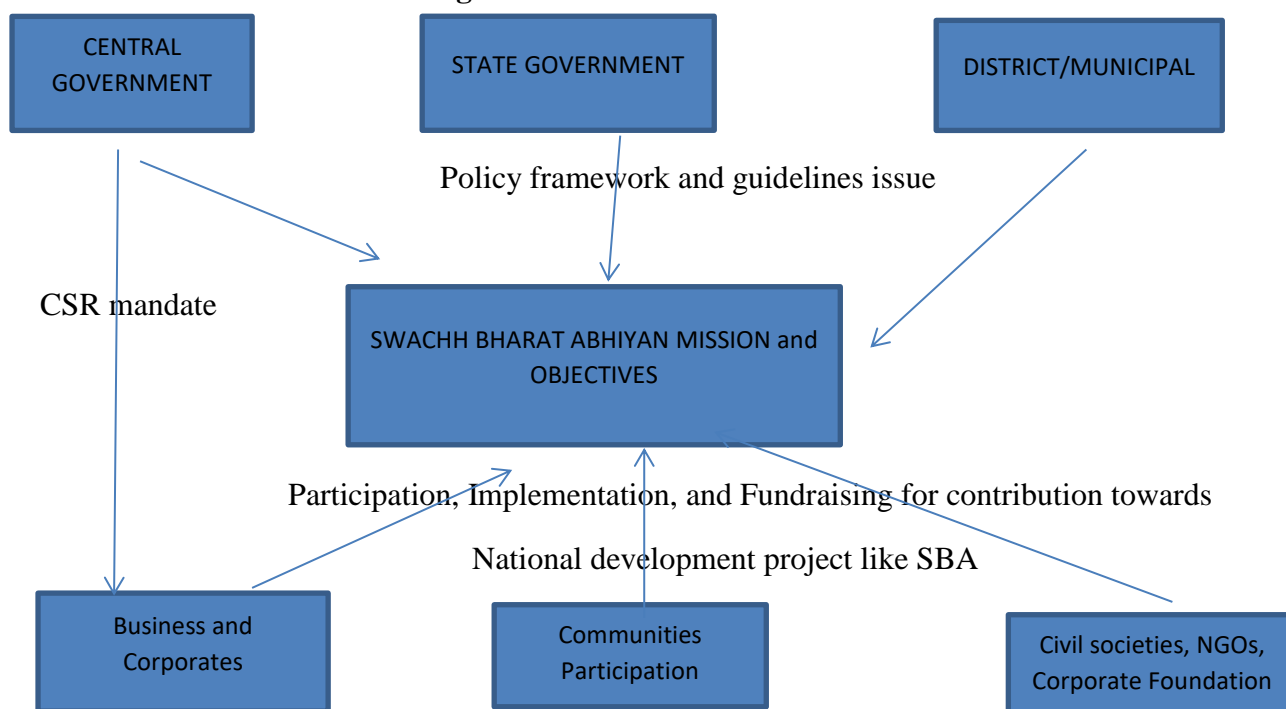 CENTRAL
GOVERNMENT
STATE GOVERNMENT
DISTRICT/MUNICIPAL
Policy framework and guidelines issue
CSR mandate
SWACHH BHARAT ABHIYAN MISSION and
OBJECTIVES
Participation, Implementation, and Fundraising for contribution towards
National development project like SBA
Business and
Corporates
Communities
Participation
Civil societies, NGOs,
Corporate Foundation